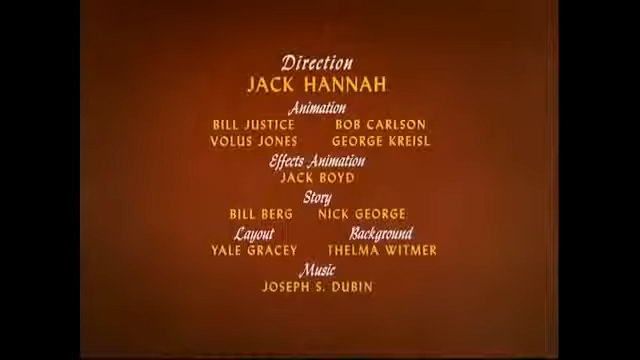 Direction
JACK HANNAH
Animation
BILL JUSTICE BOB CARLSON
VOLUS JONES GEORGE KREISL
Effects Animation
JACK BOYD
Story
BILL BERG NICK GEORGE
Layout Background
YALE GRACEY THELMA WITMER
Music
JOSEPH S. DUBIN